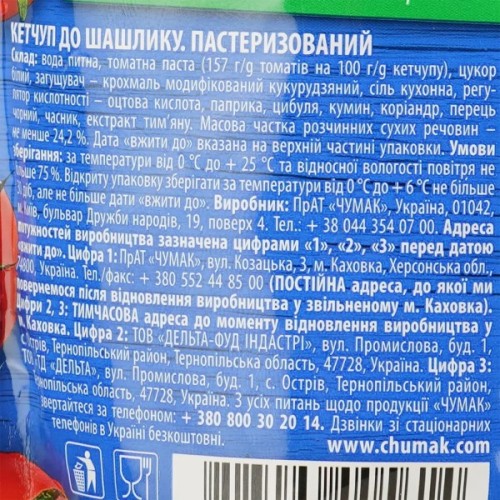 КЕТЧУП ДО ШАШЛИКУ. ПАСТЕРИЗОВАНИЙ
Склад: вода питна, томатна паста (157 г/g томатів на 100 г/g кетчупу), цукор
білий, загущувач – крохмаль модифікований кукурудзяний, сіль кухонна, регу-
лятор кислотності – оцтова кислота, паприка, цибуля, кумин, коріандр, перець
чорний, часник, екстракт тим’яну. Масова частка розчинних сухих речовин –
не менше 24,2 %. Дата «вжити до» вказана на верхній частині упаковки. Умови
зберігання: за температури від 0 °С до + 25 °С та відносної вологості повітря не
більше 75 %. Відкриту упаковку зберігати за температури від 0 °С до + 6 °С не більше
діб, але не більше дати «вжити до». Виробник: ПрАТ «ЧУМАК», Україна, 01042,
м. Київ, бульвар Дружби народів, 19, поверх 4. Тел.: + 38 044 354 07 00. Адреса
потужностей виробництва зазначена цифрами «1», «2», «3» перед датою
«вжити до». Цифра 1: ПрАТ «ЧУМАК», вул. Козацька, 3, м. Каховка, Херсонська обл.,
74800, Україна. Тел./факс: + 380 552 44 85 00 (ПОСТІЙНА адреса, до якої ми
повернемося після відновлення виробництва у звільненому м. Каховка).
Цифри 2, 3: ТИМЧАСОВА адреса до моменту відновлення виробництва у
м. Каховка. Цифра 2: ТОВ «ДЕЛЬТА-ФУД ІНДАСТРІ», вул. Промислова, буд. 1,
с. Острів, Тернопільський район, Тернопільська область, 47728, Україна. Цифра 3:
ТОВ «ТД «ДЕЛЬТА», вул. Промислова, буд. 1, с. Острів, Тернопільський район,
Тернопільська область, 47728, Україна. З усіх питань щодо продукції «ЧУМАК»
звертайтеся за номером + 380 800 30 20 14. Дзвінки зі стаціонарних
телефонів в Україні безкоштовні.
www.chumak.com